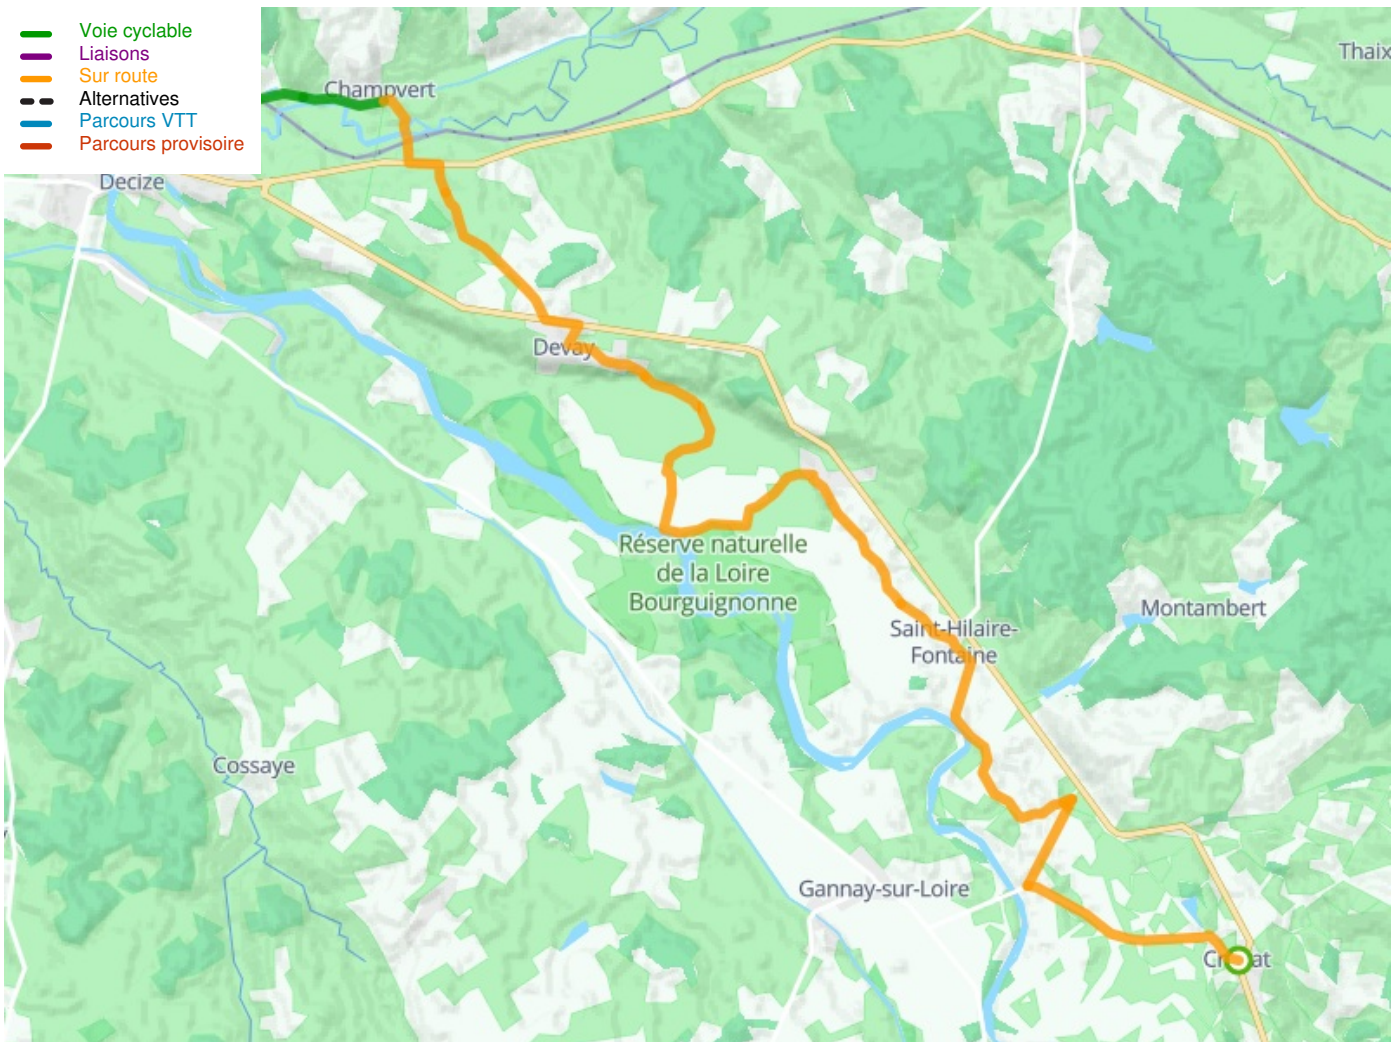 Voie cyclable
Liaisons
Sur route
Alternatives
Parcours VTT
Parcours provisoire
Thaix
Champvert
Decize
Devay
Réserve naturelle
de la Loire
Bourguignonne
Montambert
Saint-Hilaire-
Fontaine
Cossaye
Gannay-sur-Loire